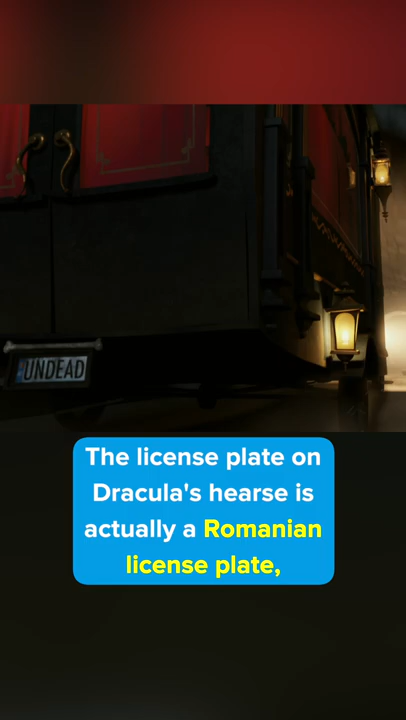 UNDEAD
The license plate on
Dracula's hearse is
actually a Romanian
license plate,